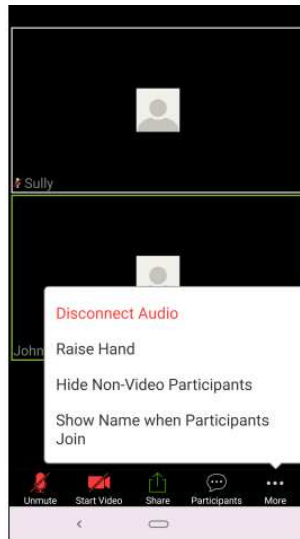 Sully
John
Disconnect Audio
Raise Hand
Hide Non-Video Participants
Show Name when Participants
Join
Unmute Start Video Share Participants More